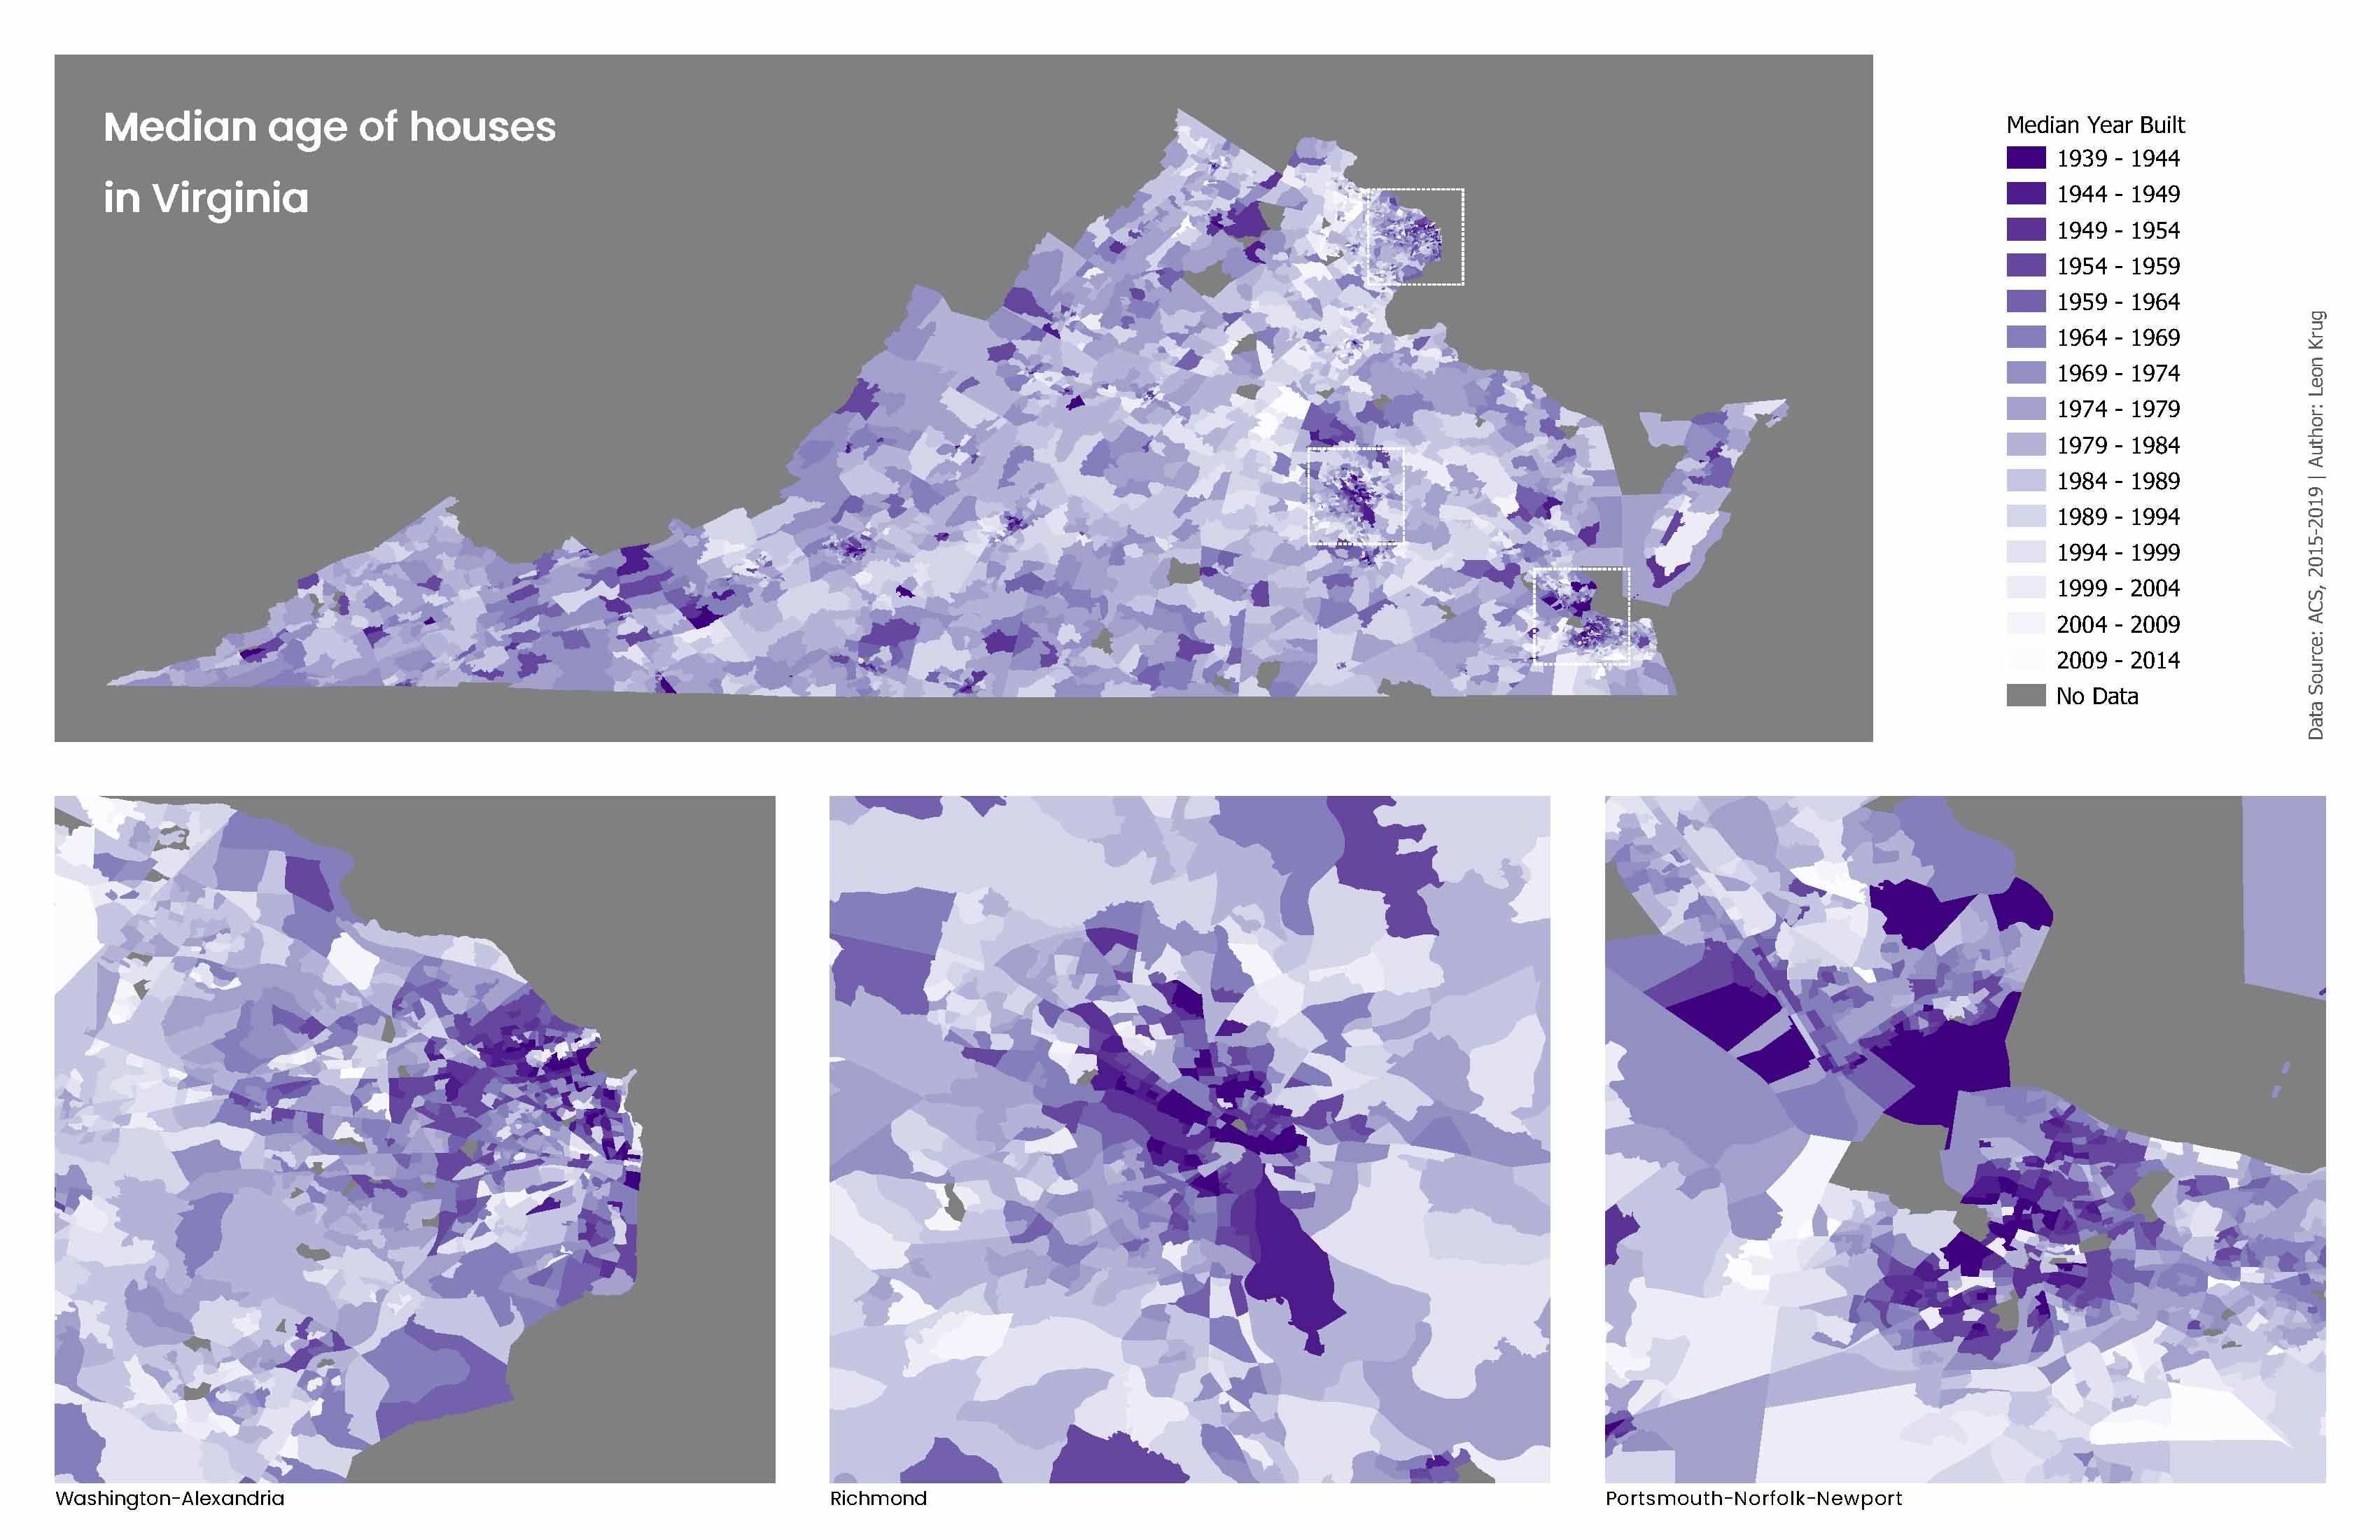 Median age of houses
in Virginia
Median Year Built
1939 - 1944
1944 - 1949
1949 - 1954
1954 - 1959
1959 - 1964
1964 - 1969
1969 - 1974
1974 - 1979
1979 - 1984
1984 - 1989
1989 - 1994
1994 - 1999
1999 - 2004
2004 - 2009
2009 - 2014
No Data
Data Source: ACS, 2015-2019 | Author: Leon Krug
Washington-Alexandria
Richmond
Portsmouth-Norfolk-Newport